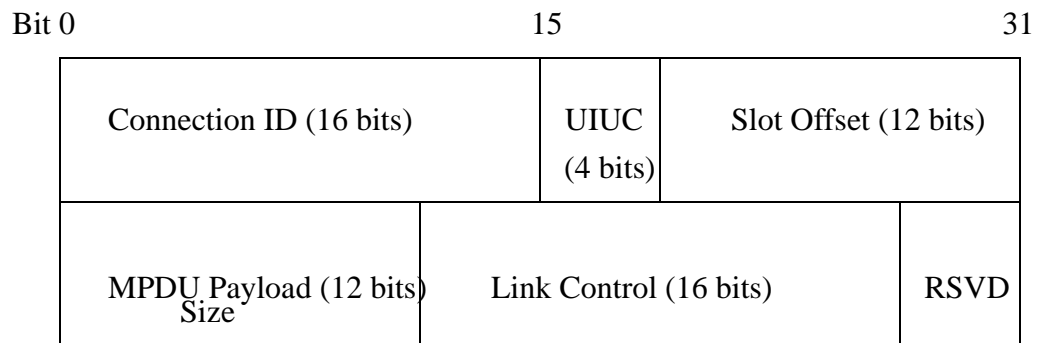 Bit 0 15 31
Connection ID (16 bits) UIUC Slot Offset (12 bits)
(4 bits)
MPDU Payload (12 bits) Link Control (16 bits) RSVD
Size